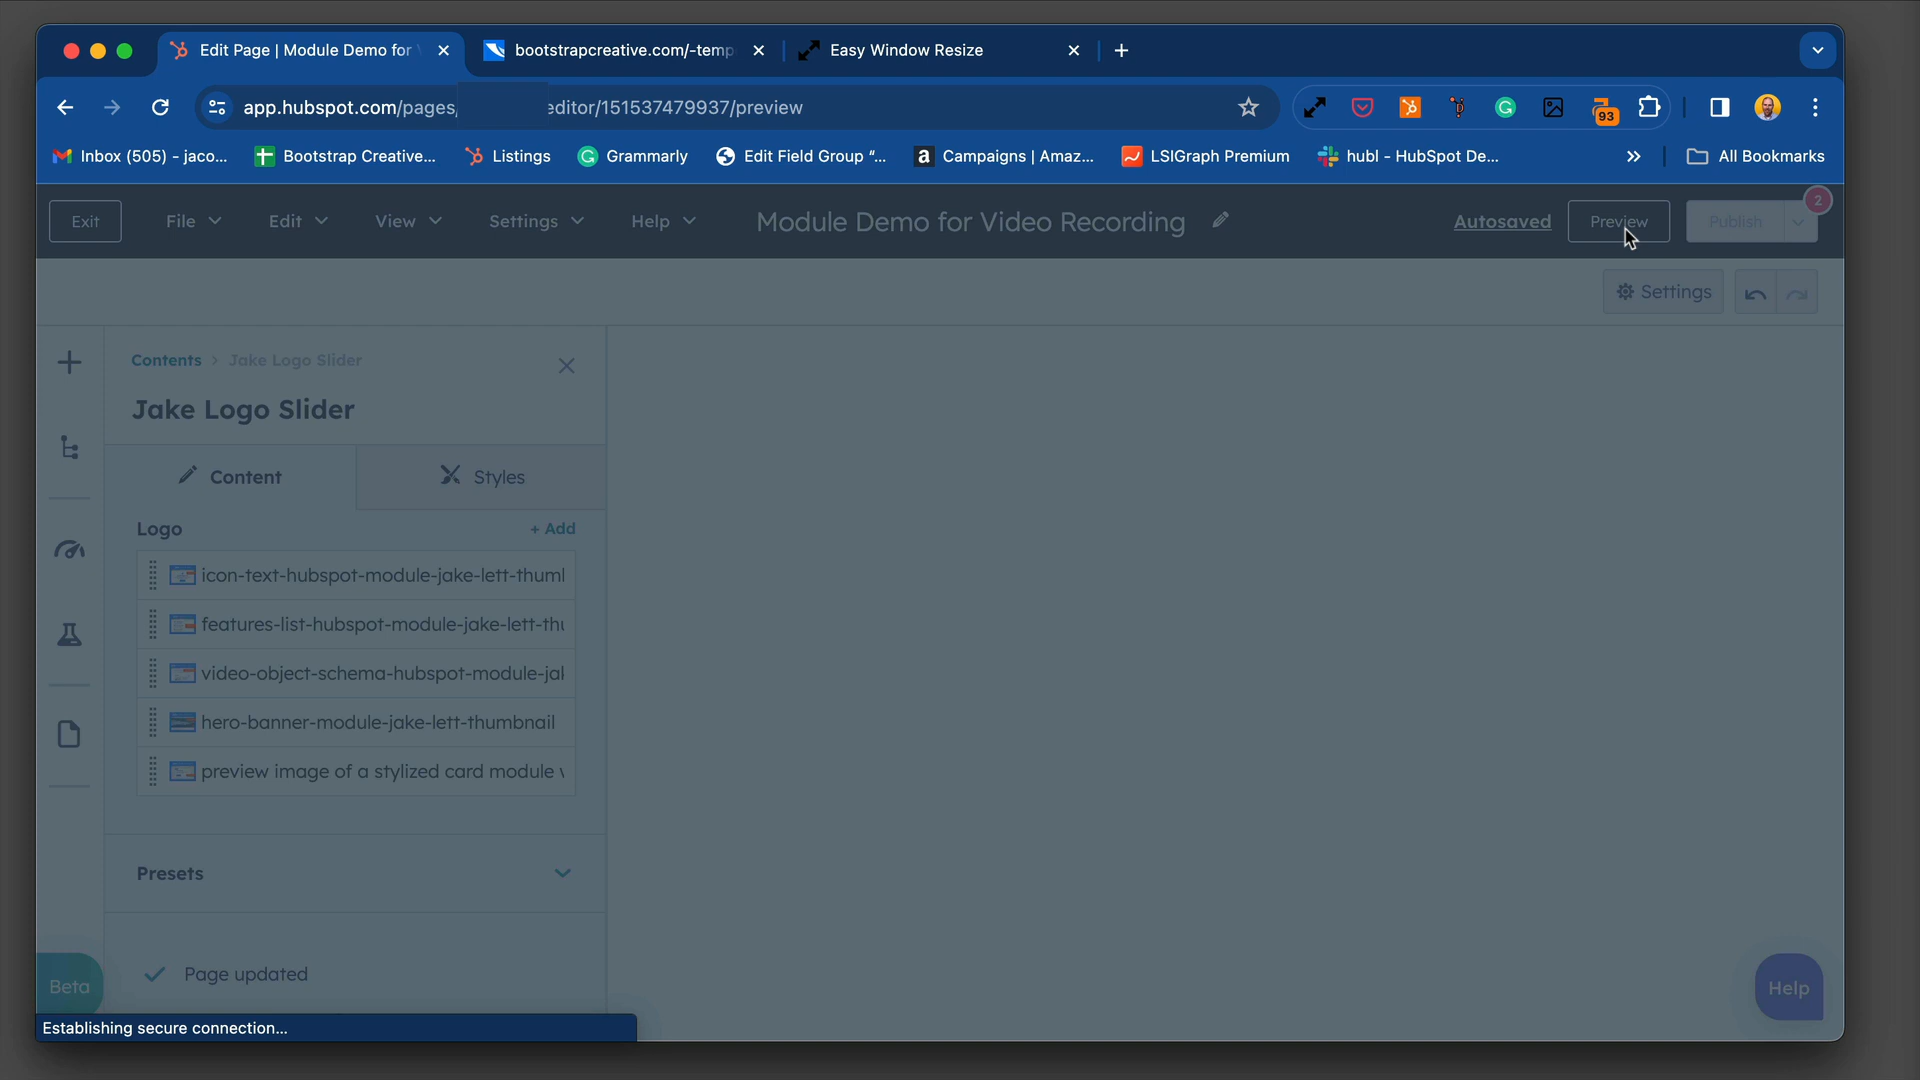 Edit Page | Module Demo for
bootstrapcreative.com/-temp
Easy Window Resize
app.hubspot.com/pages, editor/151537479937/preview
93
Inbox (505) - jaco...
Bootstrap Creative...
Listings
Grammarly
Edit Field Group “...
Campaigns | Amaz...
LSIGraph Premium
hubl - HubSpot De...
All Bookmarks
Exit
File
Edit
View
Settings
Help
Module Demo for Video Recording
Autosaved
Preview
Publish
2
Settings
Contents > Jake Logo Slider
Jake Logo Slider
Content
Styles
Logo
+ Add
icon-text-hubspot-module-jake-lett-thuml
features-list-hubspot-module-jake-lett-thu
video-object-schema-hubspot-module-jak
hero-banner-module-jake-lett-thumbnail
preview image of a stylized card module
Presets
Page updated
Beta
Help
Establishing secure connection...